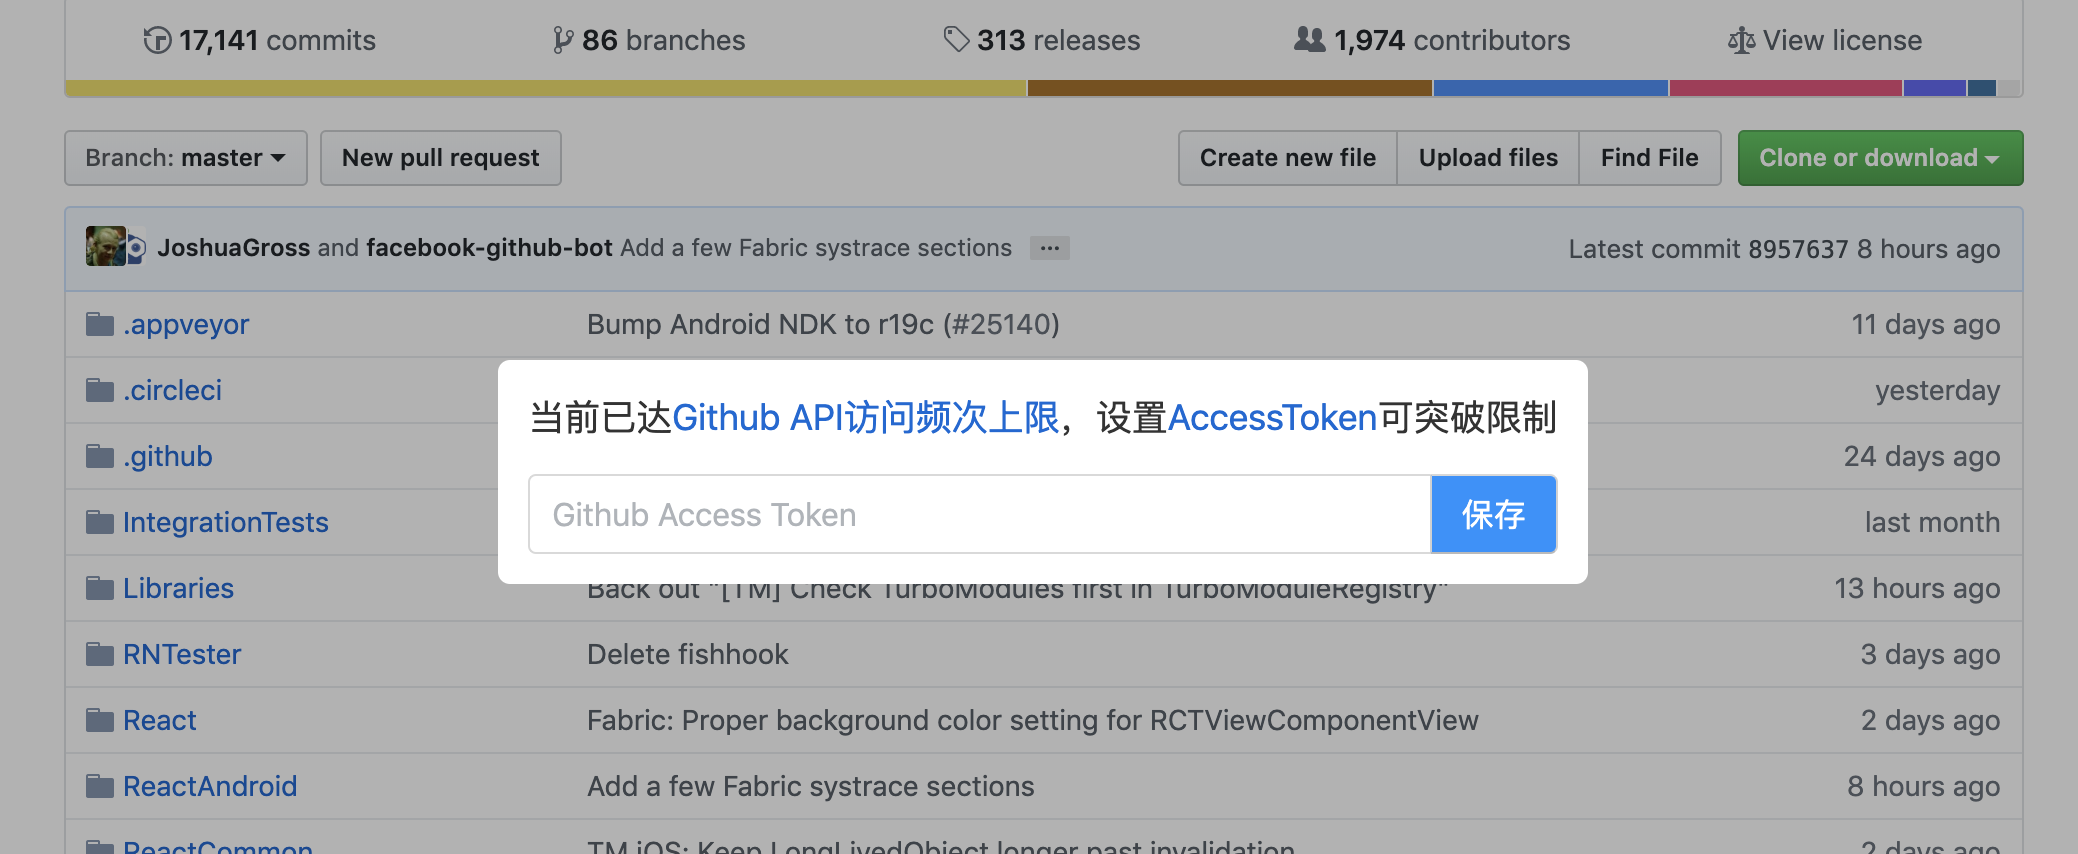 17,141 commits 86 branches 313 releases 1,974 contributors View license
Branch: master New pull request Create new file Upload files Find File Clone or download
JoshuaGross and facebook-github-bot Add a few Fabric systrace sections ... Latest commit 8957637 8 hours ago
.appveyor Bump Android NDK to r19c (#25140) 11 days ago
.circleci yesterday
当前已达Github API访问频次上限，设置AccessToken可突破限制
.github 24 days ago
Github Access Token 保存
IntegrationTests last month
Libraries Back out "[TM] Check TurboModules first in TurboModuleRegistry" 13 hours ago
RNTester Delete fishhook 3 days ago
React Fabric: Proper background color setting for RCTViewComponentView 2 days ago
ReactAndroid Add a few Fabric systrace sections 8 hours ago
ReactCommon TM iOS: Keep LongLivedObject longer past invalidation 2 days ago